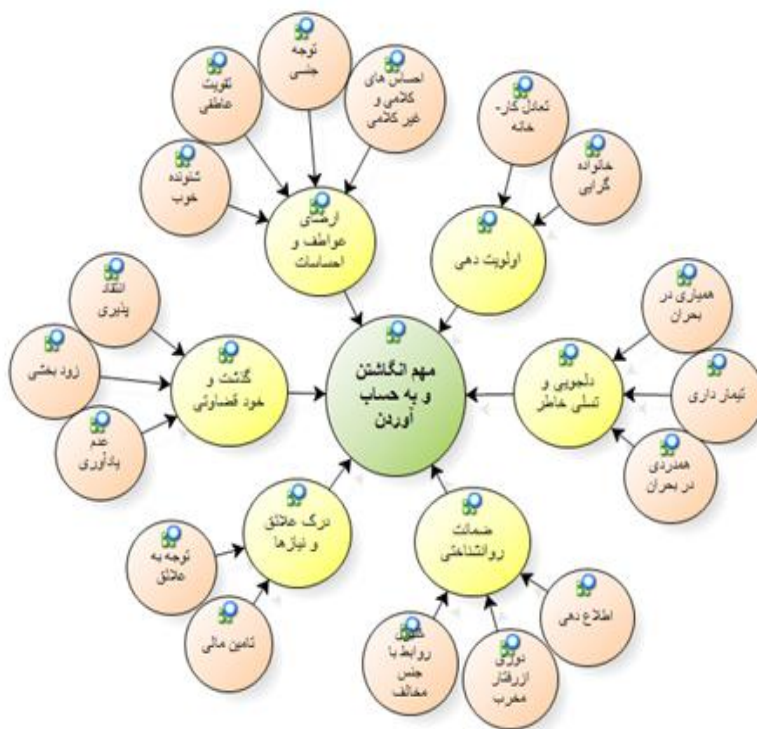 توجه
جنسی
احساس های
کلامی و
غیر کلامی
تقویت
عاطفی
شنونده
خوب
ارضای
عواطف و
احساسات
تعادل کار-
خانه
خانواده
گرایی
اولویت دهی
همیاری در
بحران
تیمار داری
همدردی
در بحران
دلجویی و
تسلی خاطر
مهم انگاشتن
و به حساب
آوردن
انتقاد
پذیری
زود بخشی
عدم
یادآوری
گذشت و
خود قضاوتی
درک علائق
و نیازها
توجه به
علائق
تامین مالی
ضمانت
روانشناختی
اطلاع دهی
دوری
ازرفتار
مخرب
روابط با
جنس
مخالف